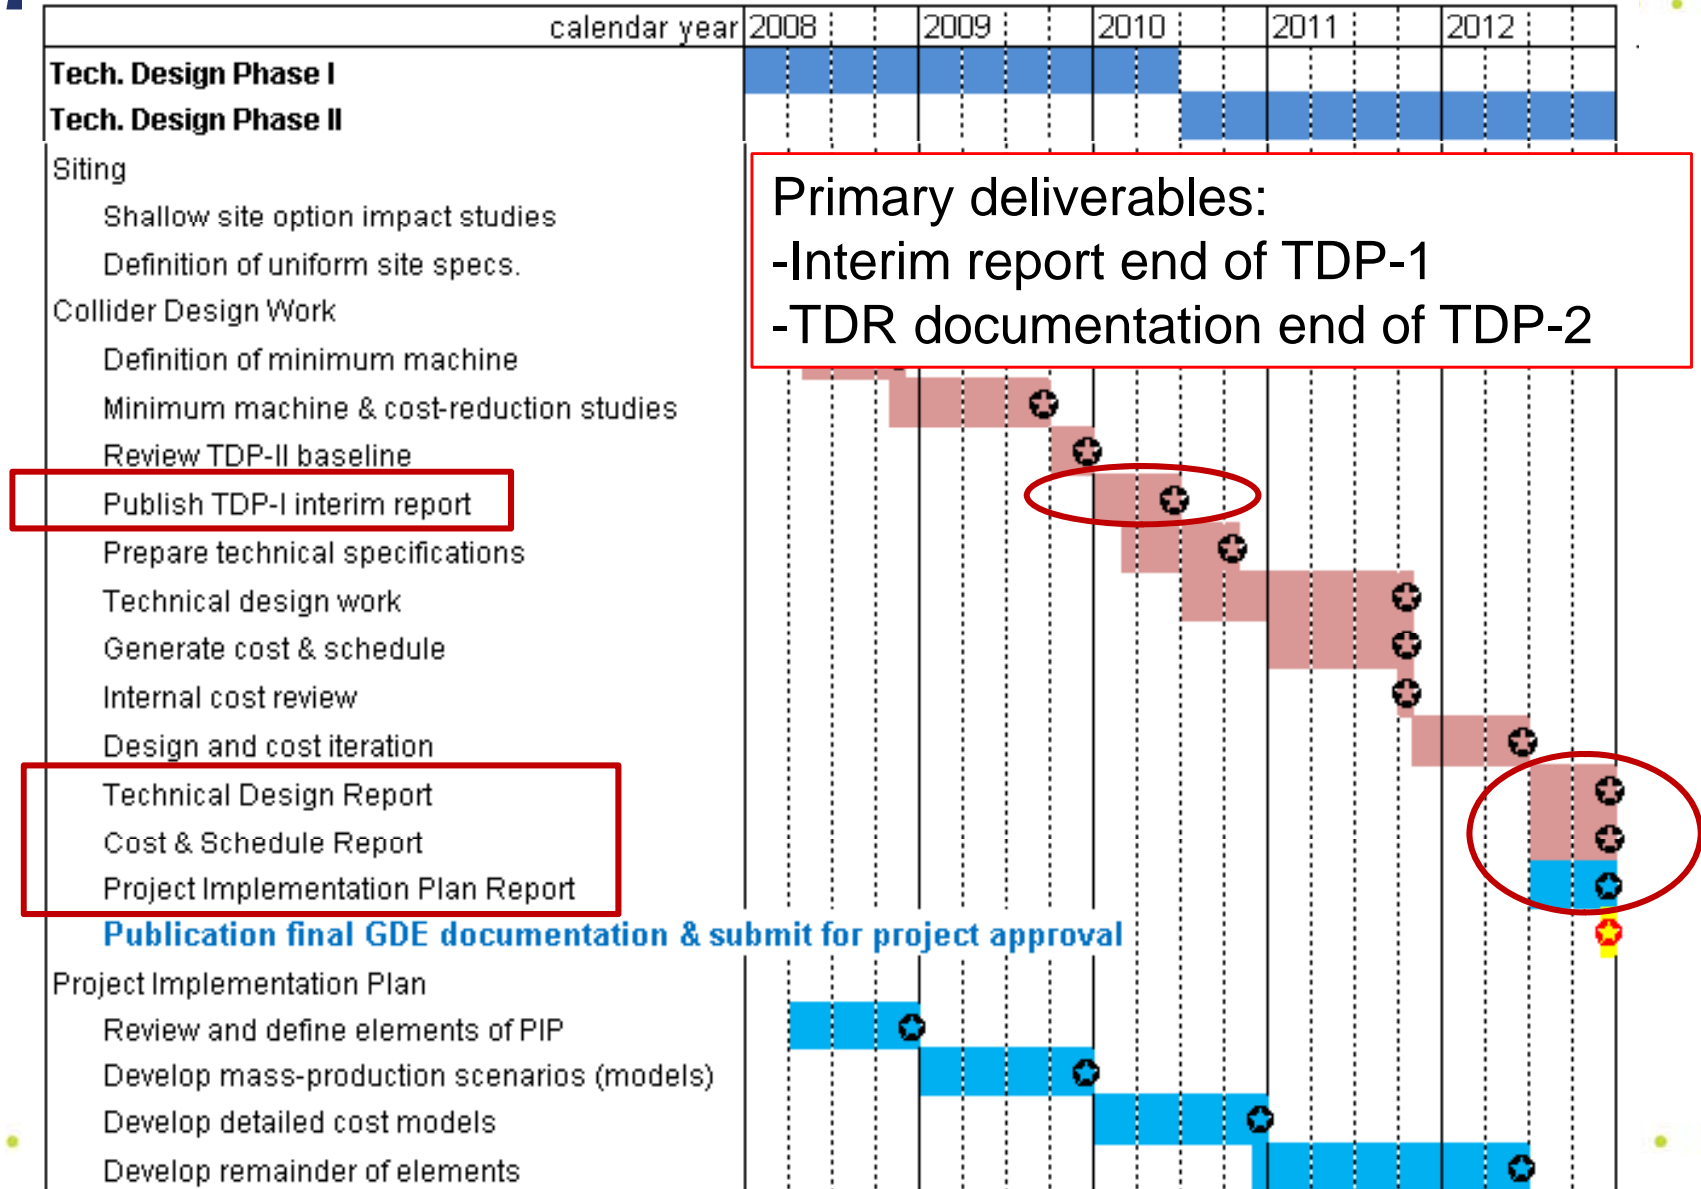 calendar year 2008 2009 2010 2011 2012
Tech. Design Phase I
Tech. Design Phase II
Siting
Shallow site option impact studies
Definition of uniform site specs.
Collider Design Work
Definition of minimum machine
Minimum machine & cost-reduction studies
Review TDP-II baseline
Publish TDP-I interim report
Prepare technical specifications
Technical design work
Generate cost & schedule
Internal cost review
Design and cost iteration
Technical Design Report
Cost & Schedule Report
Project Implementation Plan Report
Publication final GDE documentation & submit for project approval
Project Implementation Plan
Review and define elements of PIP
Develop mass-production scenarios (models)
Develop detailed cost models
Develop remainder of elements
Primary deliverables:
-Interim report end of TDP-1
-TDR documentation end of TDP-2